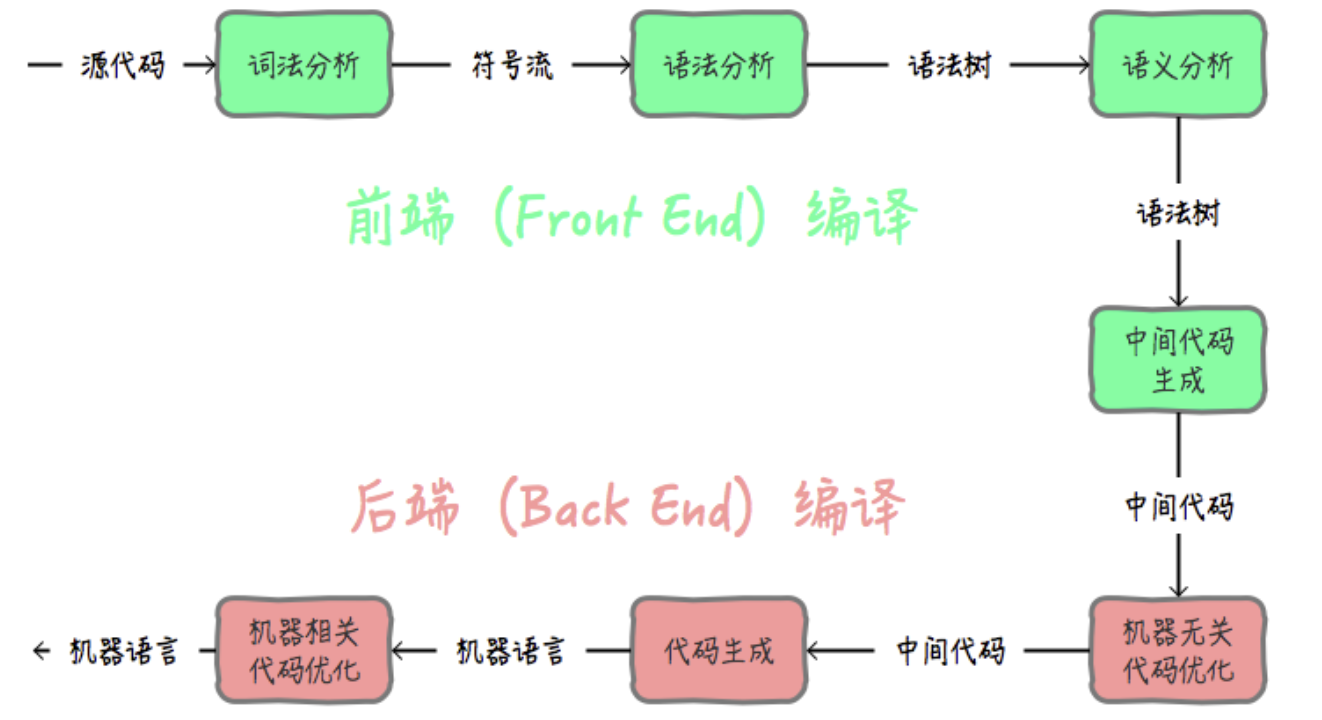 源代码
词法分析
符号流
语法分析
语法树
语义分析
前端（Front End）编译
语法树
中间代码
生成
后端（Back End）编译
中间代码
机器语言
机器相关
代码优化
机器语言
代码生成
中间代码
机器无关
代码优化